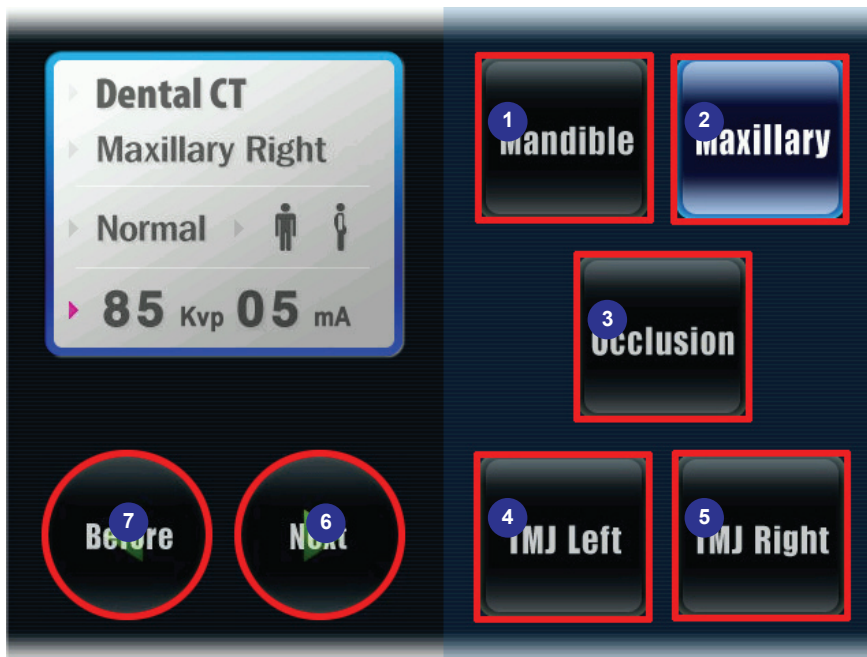 Dental CT
Maxillary Right
Normal
85 Kvp 05 mA
7 Before
6 Next
1 Mandible
2 Maxillary
3 Occlusion
4 TMJ Left
5 TMJ Right